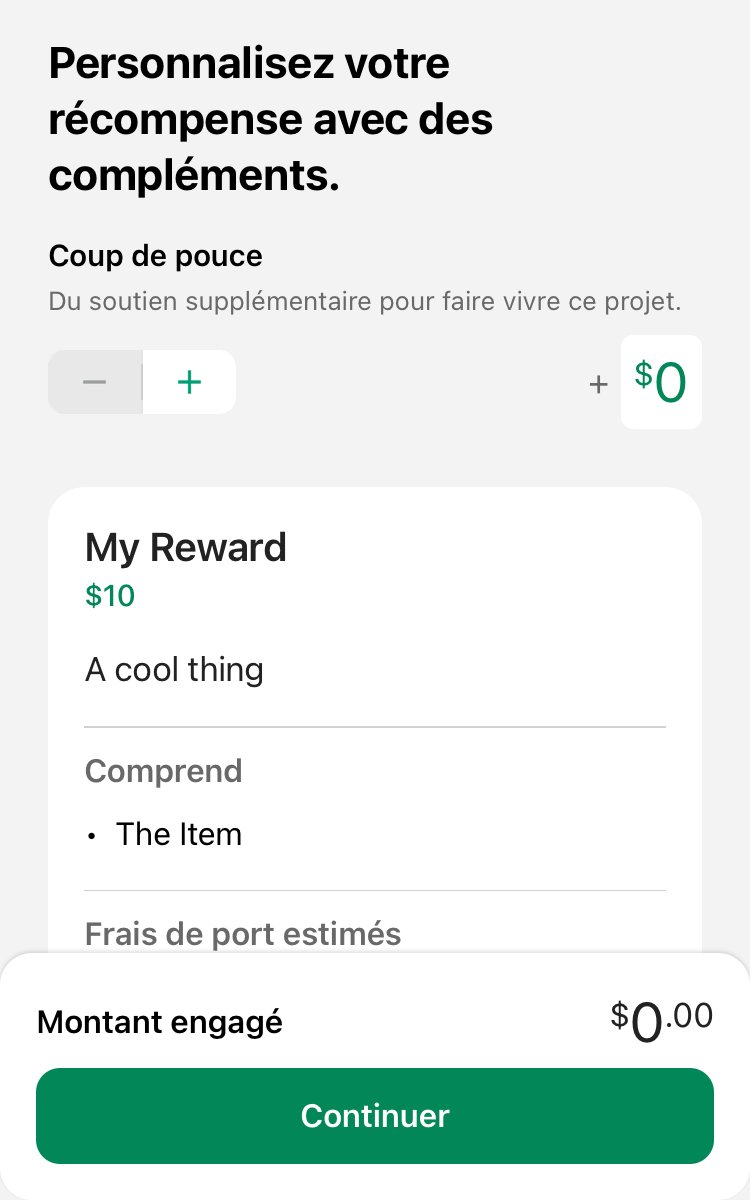 Personnalisez votre
récompense avec des
compléments.
Coup de pouce
Du soutien supplémentaire pour faire vivre ce projet.
− +
+ $0
My Reward
$10
A cool thing
Comprend
• The Item
Frais de port estimés
Montant engagé $0.00
Continuer